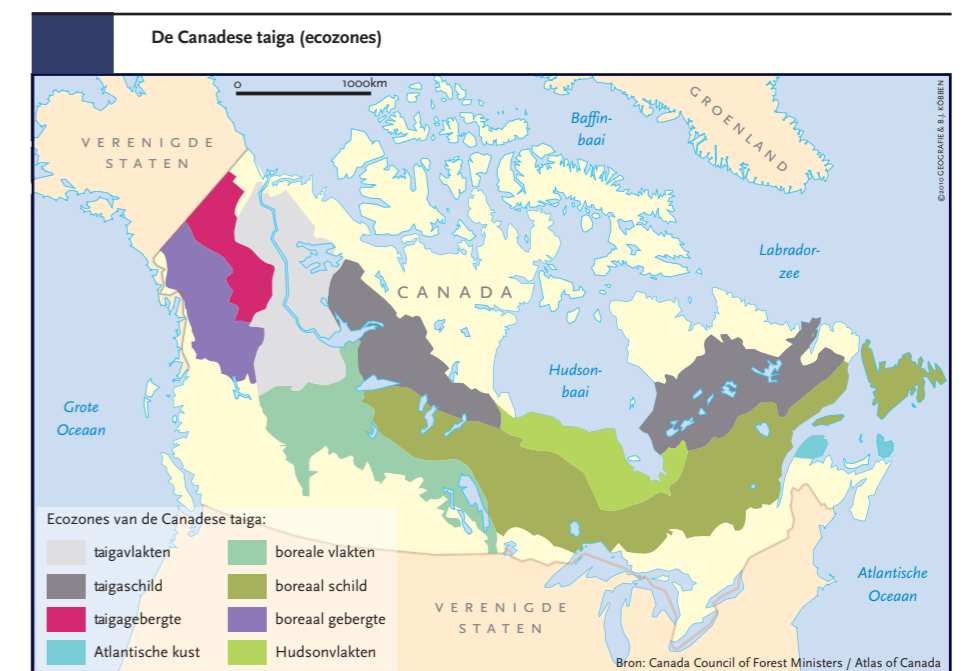 De Canadese taiga (ecozones)
0 1000km
VERENIGDE
STATEN
Baffin-
baai
GROENLAND
©2010 GEOGRAFIE & B.J. KÖBBEN
Labrador-
zee
CANADA
Hudson-
baai
Grote
Oceaan
Ecozones van de Canadese taiga:
taigavlakten
boreale vlakten
taigaschild
boreaal schild
taigagebergte
boreaal gebergte
Atlantische kust
Hudsonvlakten
VERENIGDE
STATEN
Atlantische
Oceaan
Bron: Canada Council of Forest Ministers / Atlas of Canada